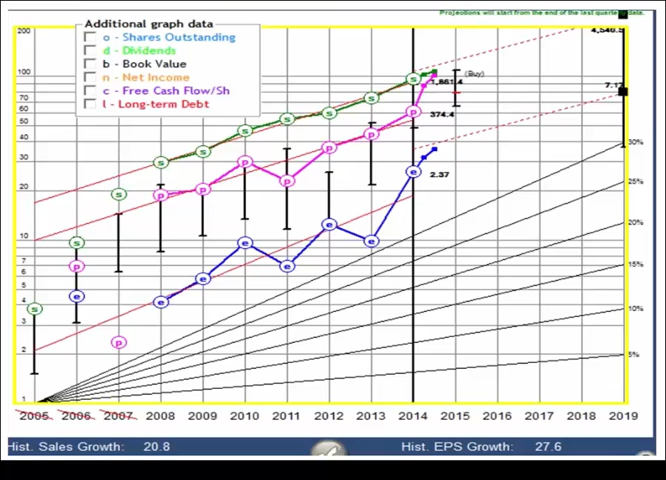 Projections will start from the end of the last quarter data.
Additional graph data
o - Shares Outstanding
d - Dividends
b - Book Value
n - Net Income
c - Free Cash Flow/Sh
l - Long-term Debt
200
100
70
60
50
40
30
20
10
7
6
5
4
3
2
1
4,546.5
(Buy)
1,861.4
7.17
374.4
2.37
30%
25%
20%
15%
10%
5%
s s s s s s s s s s
p p p p p p p p p
e e e e e e e e
2005 2006 2007 2008 2009 2010 2011 2012 2013 2014 2015 2016 2017 2018 2019
Hist. Sales Growth: 20.8 Hist. EPS Growth: 27.6